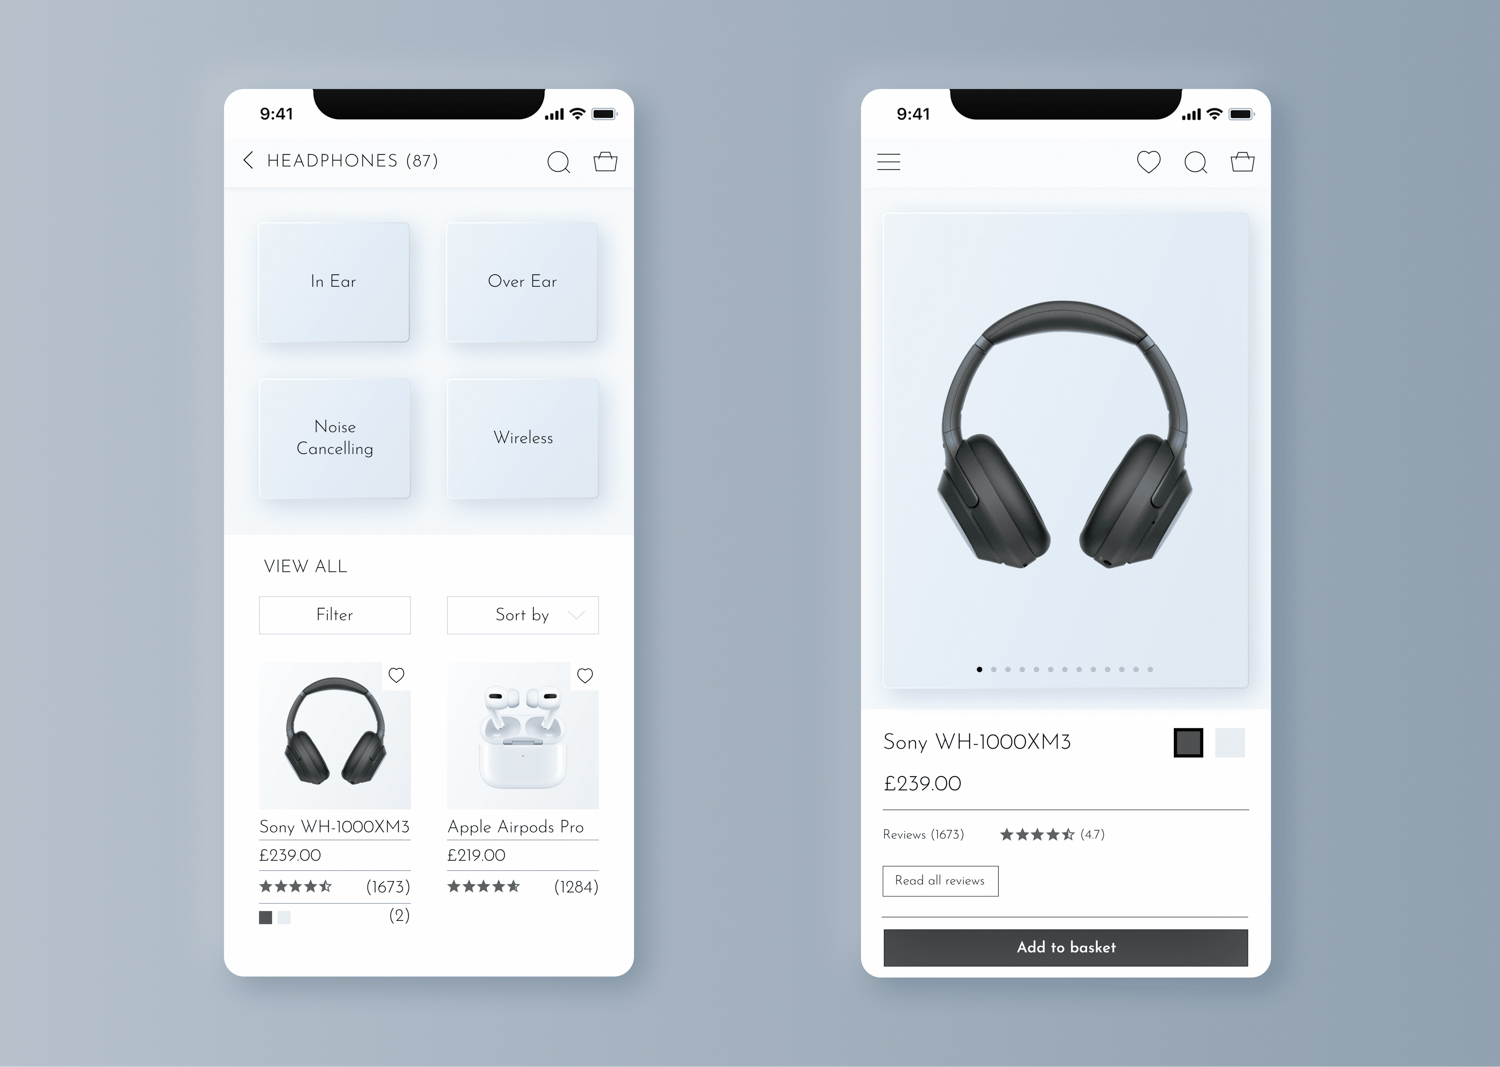 9:41
HEADPHONES (87)
In Ear
Over Ear
Noise
Cancelling
Wireless
VIEW ALL
Filter
Sort by
Sony WH-1000XM3
£239.00
(1673)
(2)
Apple Airpods Pro
£219.00
(1284)
9:41
Sony WH-1000XM3
£239.00
Reviews (1673)
(4.7)
Read all reviews
Add to basket